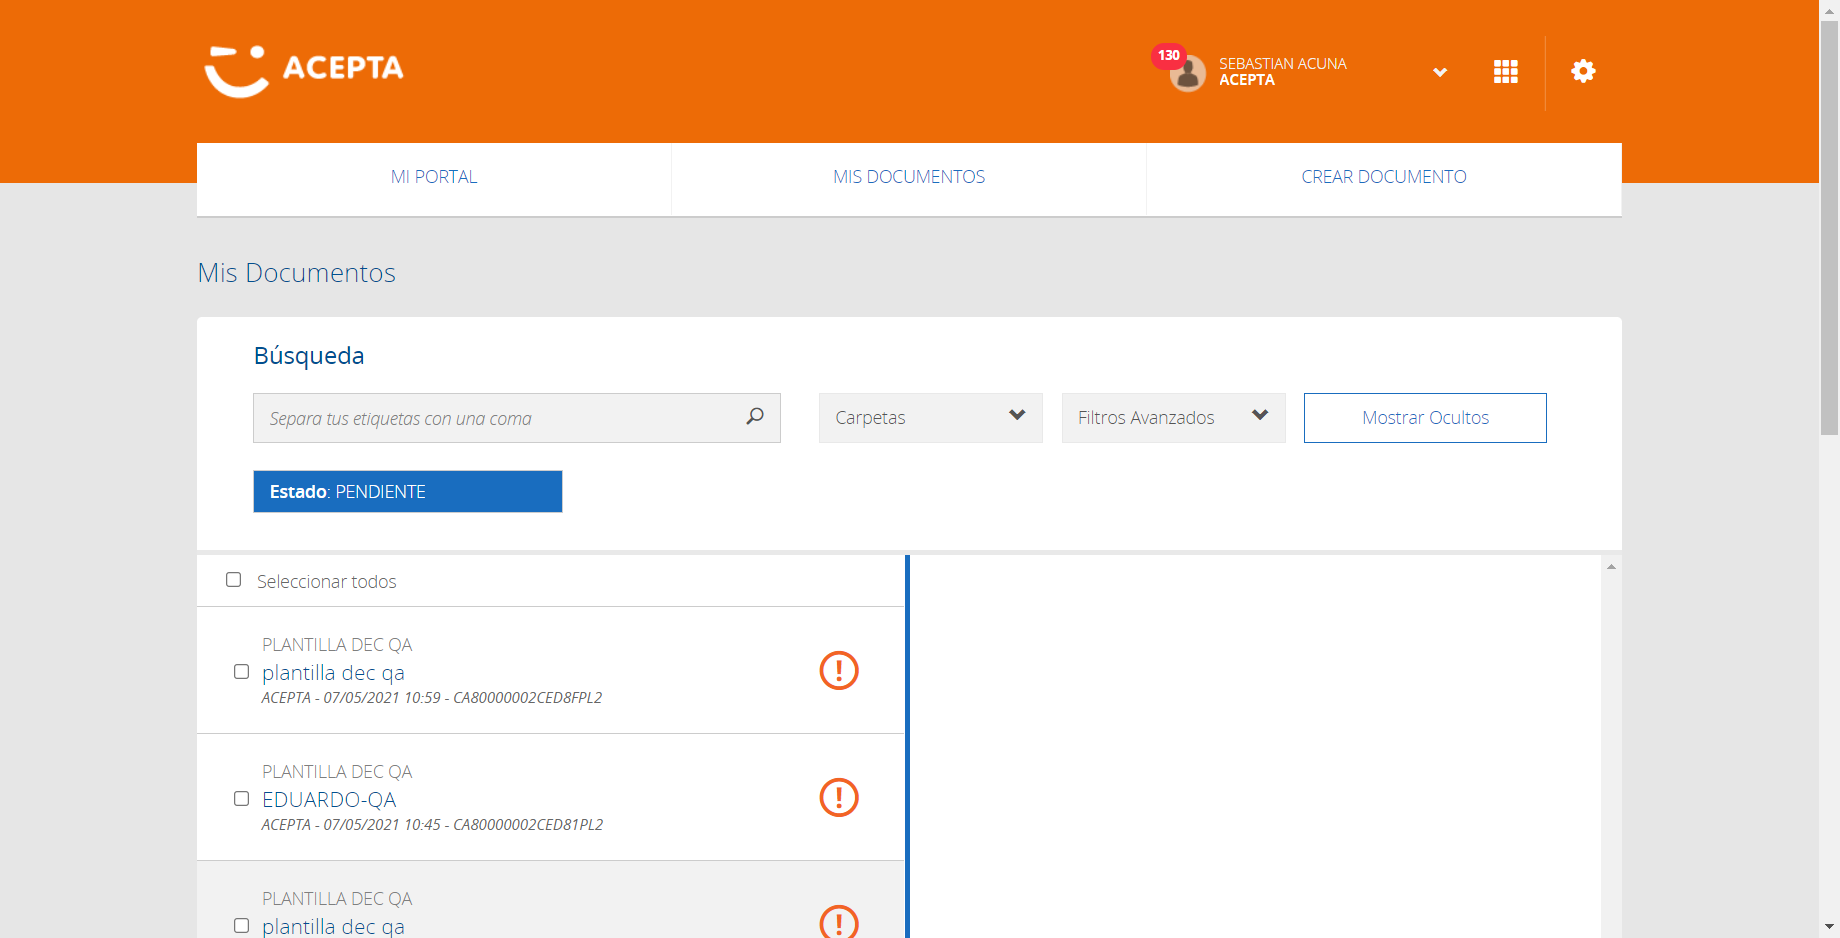 ACEPTA
130
SEBASTIAN ACUNA
ACEPTA
MI PORTAL
MIS DOCUMENTOS
CREAR DOCUMENTO
Mis Documentos
Búsqueda
Separa tus etiquetas con una coma
Carpetas
Filtros Avanzados
Mostrar Ocultos
Estado: PENDIENTE
Seleccionar todos
PLANTILLA DEC QA
plantilla dec qa
ACEPTA - 07/05/2021 10:59 - CA80000002CED8FPL2
PLANTILLA DEC QA
EDUARDO-QA
ACEPTA - 07/05/2021 10:45 - CA80000002CED81PL2
PLANTILLA DEC QA
plantilla dec qa